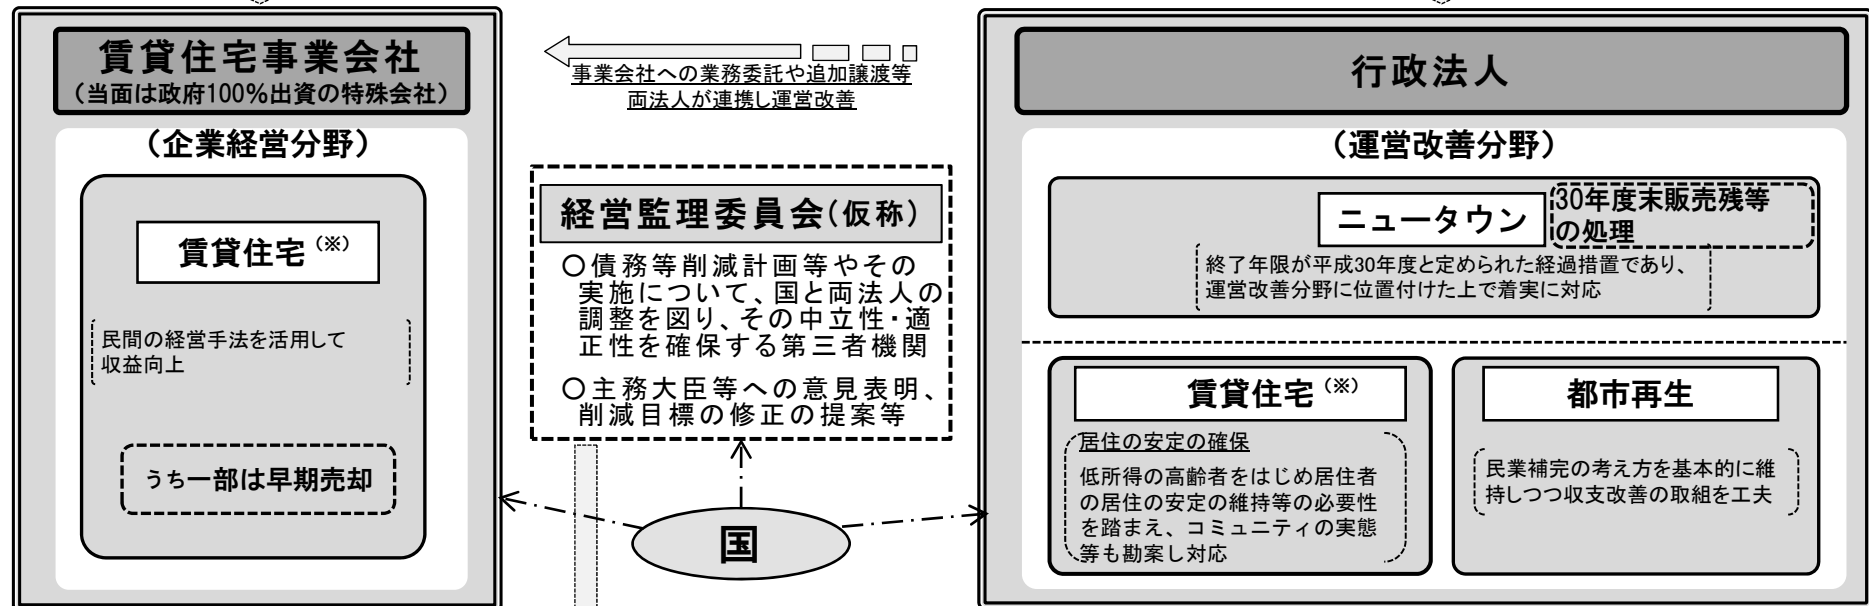 賃貸住宅事業会社
（当面は政府100％出資の特殊会社）
（企業経営分野）
賃貸住宅（※）
民間の経営手法を活用して
収益向上
うち一部は早期売却
事業会社への業務委託や追加譲渡等
両法人が連携し運営改善
経営監理委員会（仮称）
○債務等削減計画等やその
実施について、国と両法人の
調整を図り、その中立性・適
正性を確保する第三者機関
○主務大臣等への意見表明、
削減目標の修正の提案等
国
行政法人
（運営改善分野）
ニュータウン
30年度末販売残等
の処理
終了年限が平成30年度と定められた経過措置であり、
運営改善分野に位置付けた上で着実に対応
賃貸住宅（※）
居住の安定の確保
低所得の高齢者をはじめ居住者
の居住の安定の維持等の必要性
を踏まえ、コミュニティの実態
等も勘案し対応
都市再生
民業補完の考え方を基本的に維
持しつつ収支改善の取組を工夫